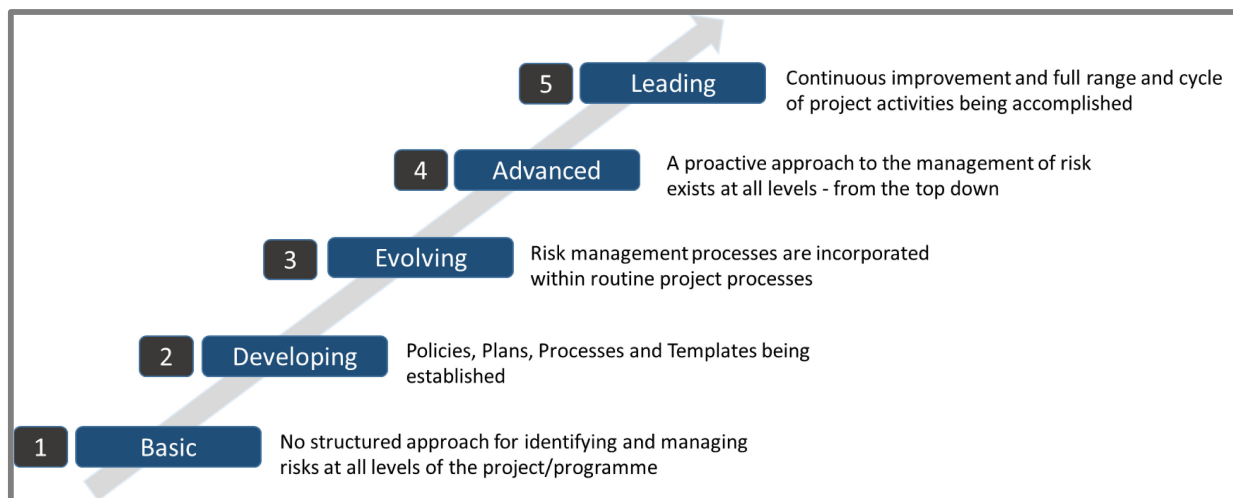 5
Leading
Continuous improvement and full range and cycle
of project activities being accomplished
4
Advanced
A proactive approach to the management of risk
exists at all levels - from the top down
3
Evolving
Risk management processes are incorporated
within routine project processes
2
Developing
Policies, Plans, Processes and Templates being
established
1
Basic
No structured approach for identifying and managing
risks at all levels of the project/programme